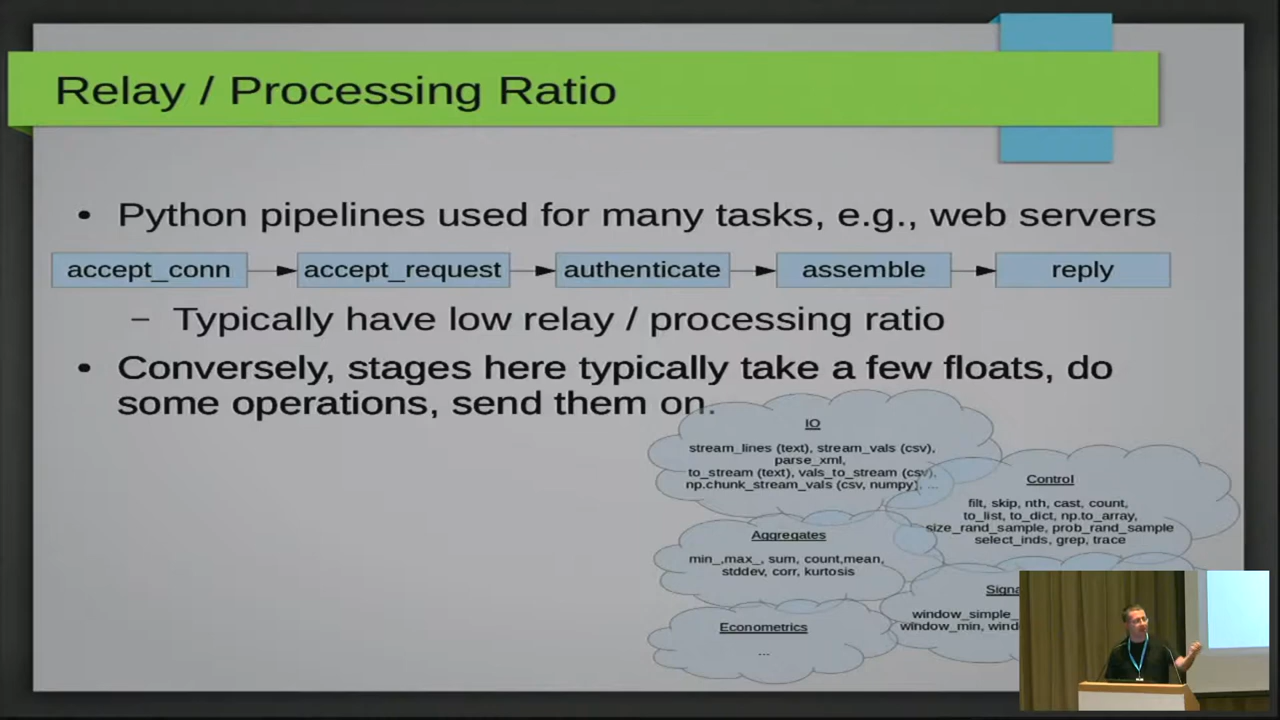 Relay / Processing Ratio
• Python pipelines used for many tasks, e.g., web servers
accept_conn accept_request authenticate assemble reply
– Typically have low relay / processing ratio
• Conversely, stages here typically take a few floats, do
some operations, send them on.
IO
stream_lines (text), stream_vals (csv),
parse_xml,
to_stream (text), vals_to_stream (csv),
np.chunk_stream_vals (csv, numpy), ...
Control
filt, skip, nth, cast, count,
to_list, to_dict, np.to_array,
size_rand_sample, prob_rand_sample
select_inds, grep, trace
Aggregates
min_,max_, sum, count,mean,
stddev, corr, kurtosis
Signa
window_simple_
window_min, wind
Econometrics
...